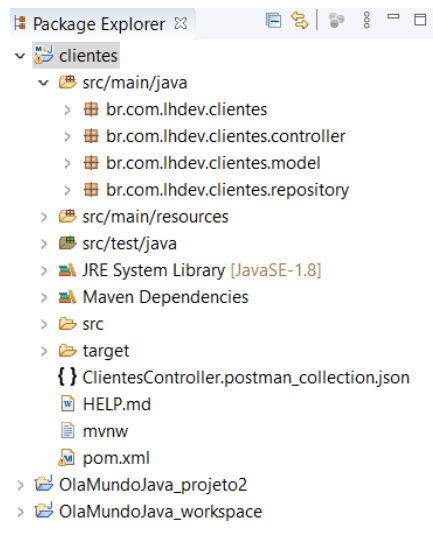 Package Explorer
clientes
src/main/java
br.com.lhdev.clientes
br.com.lhdev.clientes.controller
br.com.lhdev.clientes.model
br.com.lhdev.clientes.repository
src/main/resources
src/test/java
JRE System Library [JavaSE-1.8]
Maven Dependencies
src
target
{} ClientesController.postman_collection.json
HELP.md
mvnw
pom.xml
OlaMundoJava_projeto2
OlaMundoJava_workspace